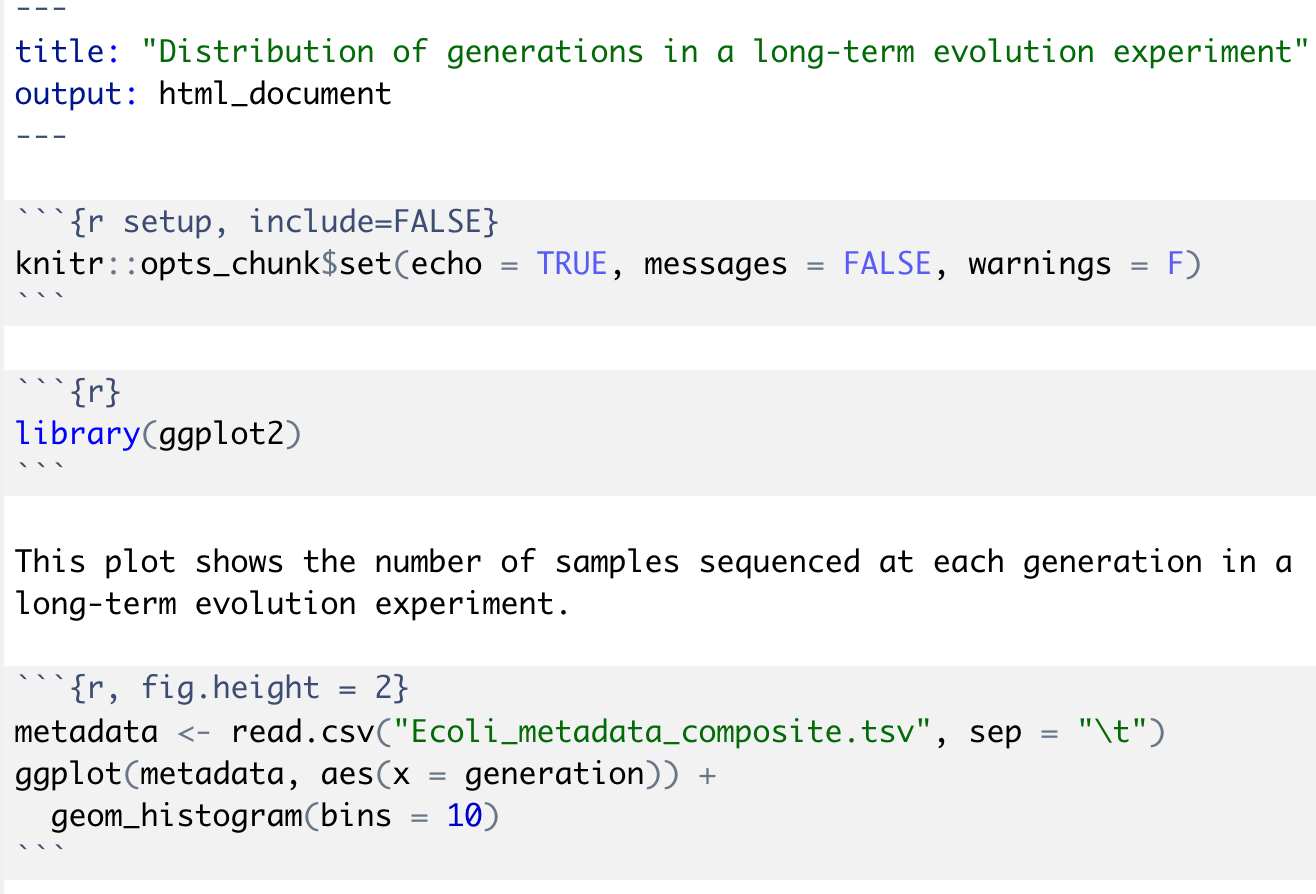 ---
title: "Distribution of generations in a long-term evolution experiment"
output: html_document
---
```{r setup, include=FALSE}
knitr::opts_chunk$set(echo = TRUE, messages = FALSE, warnings = F)
```
```{r}
library(ggplot2)
```
This plot shows the number of samples sequenced at each generation in a
long-term evolution experiment.
```{r, fig.height = 2}
metadata <- read.csv("Ecoli_metadata_composite.tsv", sep = "\t")
ggplot(metadata, aes(x = generation)) +
  geom_histogram(bins = 10)
```